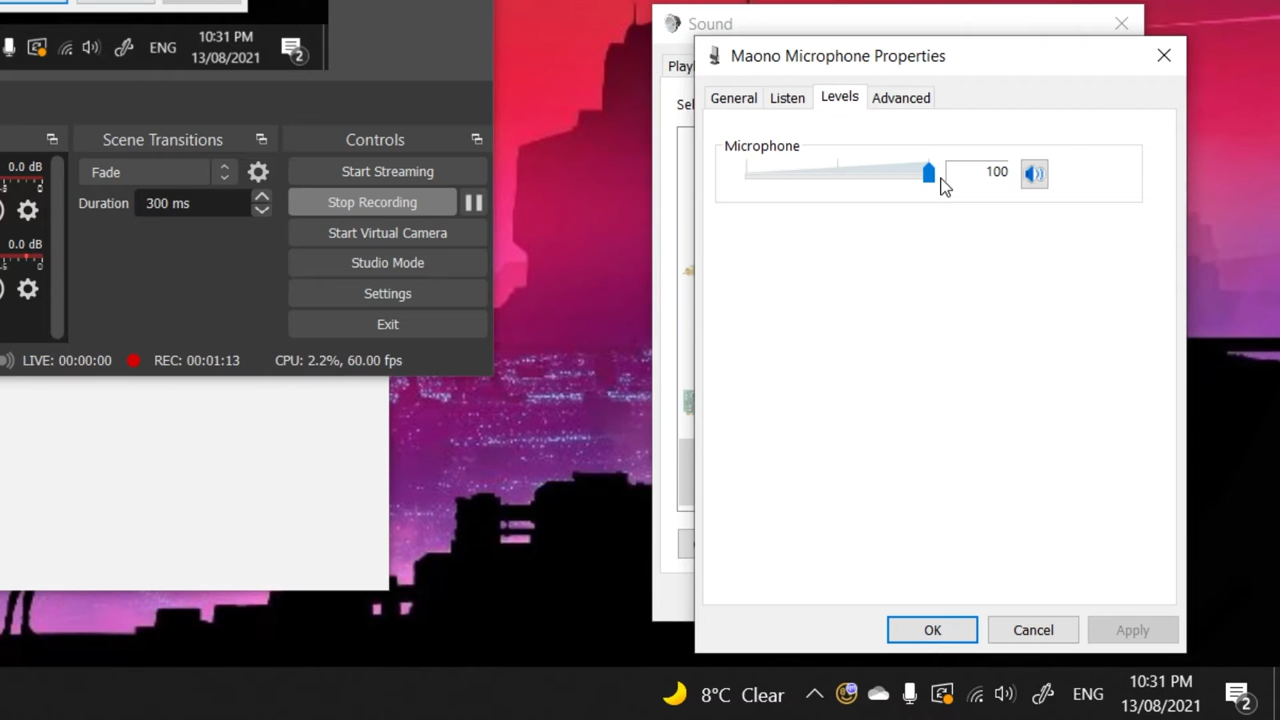 10:31 PM
ENG
13/08/2021
2
Scene Transitions
Controls
0.0 dB
Fade
Start Streaming
Duration
300 ms
Stop Recording
Start Virtual Camera
0.0 dB
Studio Mode
Settings
Exit
LIVE: 00:00:00
REC: 00:01:13
CPU: 2.2%, 60.00 fps
Sound
Maono Microphone Properties
General
Listen
Levels
Advanced
Microphone
100
OK
Cancel
Apply
8°C Clear
ENG
10:31 PM
13/08/2021
2